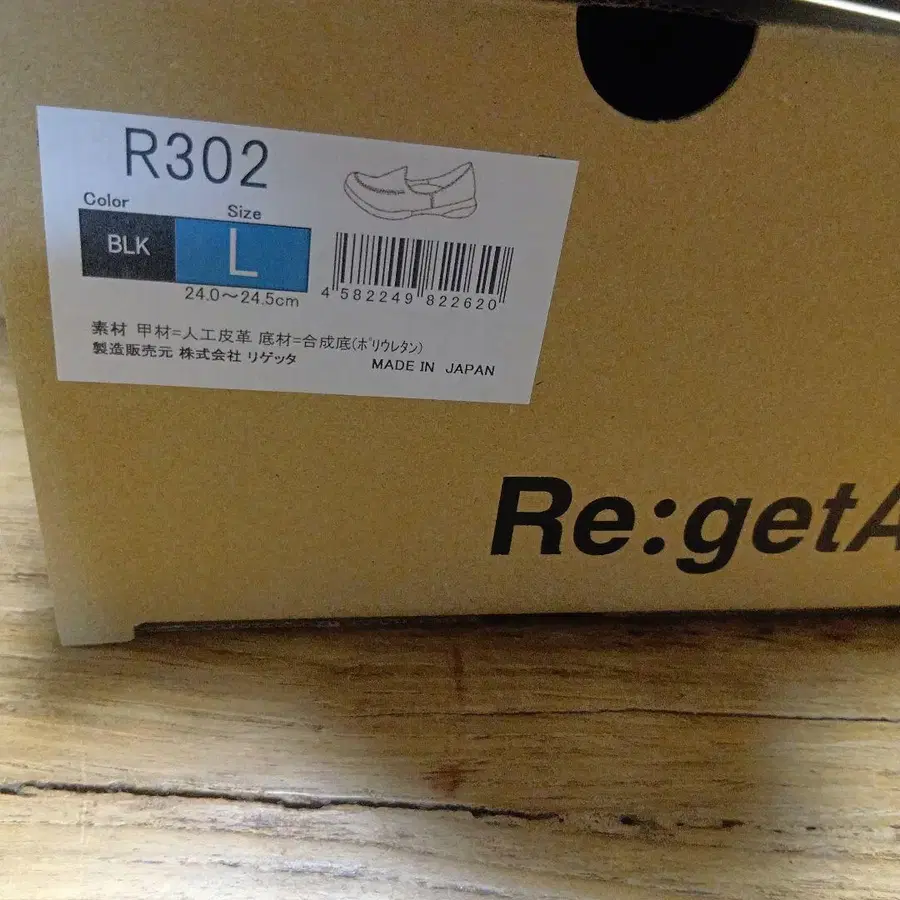 R302
Color
Size
BLK
L
24.0～24.5cm
4 582249 822620
素材 甲材=人工皮革 底材=合成底(ﾎﾟﾘｳﾚﾀﾝ)
製造販売元 株式会社 リゲッタ
MADE IN JAPAN
Re:getA